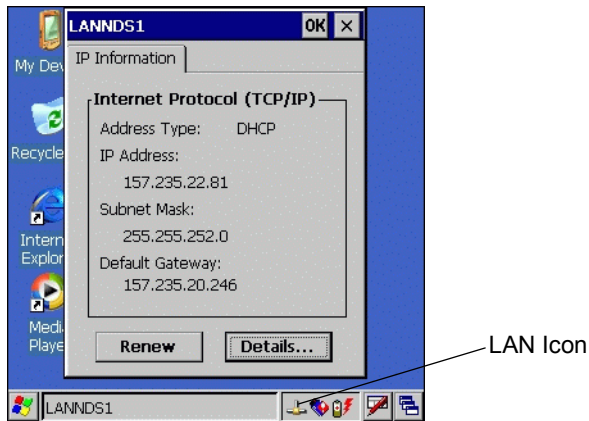 LANNDS1
OK
IP Information
Internet Protocol (TCP/IP)
Address Type: DHCP
IP Address:
157.235.22.81
Subnet Mask:
255.255.252.0
Default Gateway:
157.235.20.246
Renew
Details...
My Dev
Recycle
Intern
Explor
Medi
Playe
LAN Icon
LANNDS1